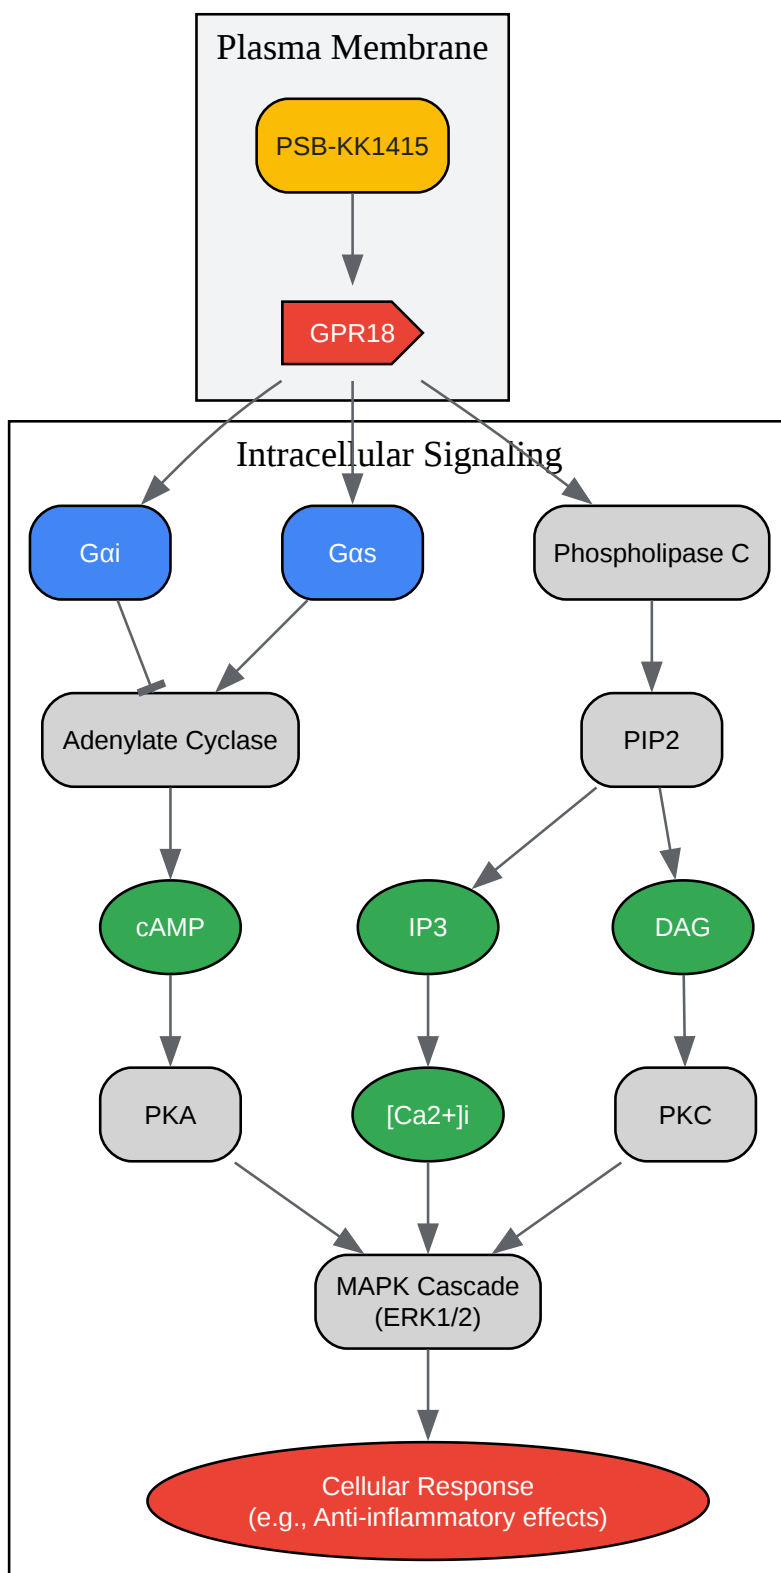 Plasma Membrane
PSB-KK1415
GPR18
Intracellular Signaling
Gαi
Gαs
Phospholipase C
Adenylate Cyclase
PIP2
cAMP
IP3
DAG
PKA
[Ca2+]i
PKC
MAPK Cascade
(ERK1/2)
Cellular Response
(e.g., Anti-inflammatory effects)